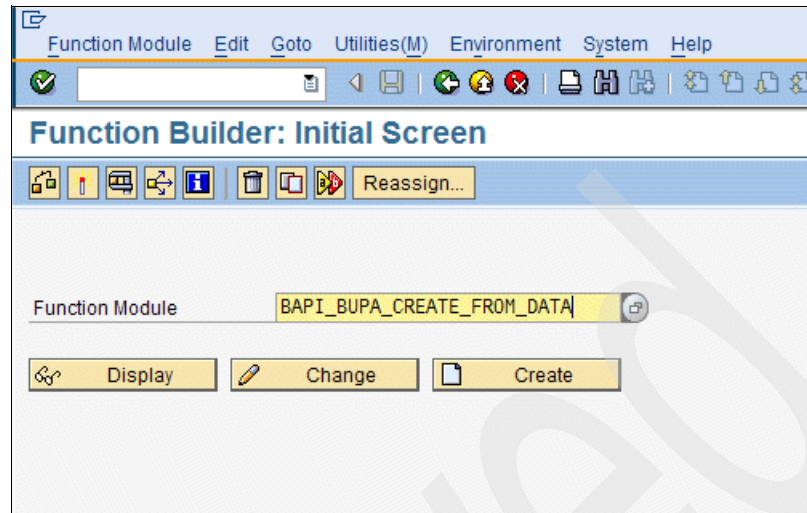 Function Module Edit Goto Utilities(M) Environment System Help
Function Builder: Initial Screen
Reassign...
Function Module BAPI_BUPA_CREATE_FROM_DATA
Display Change Create